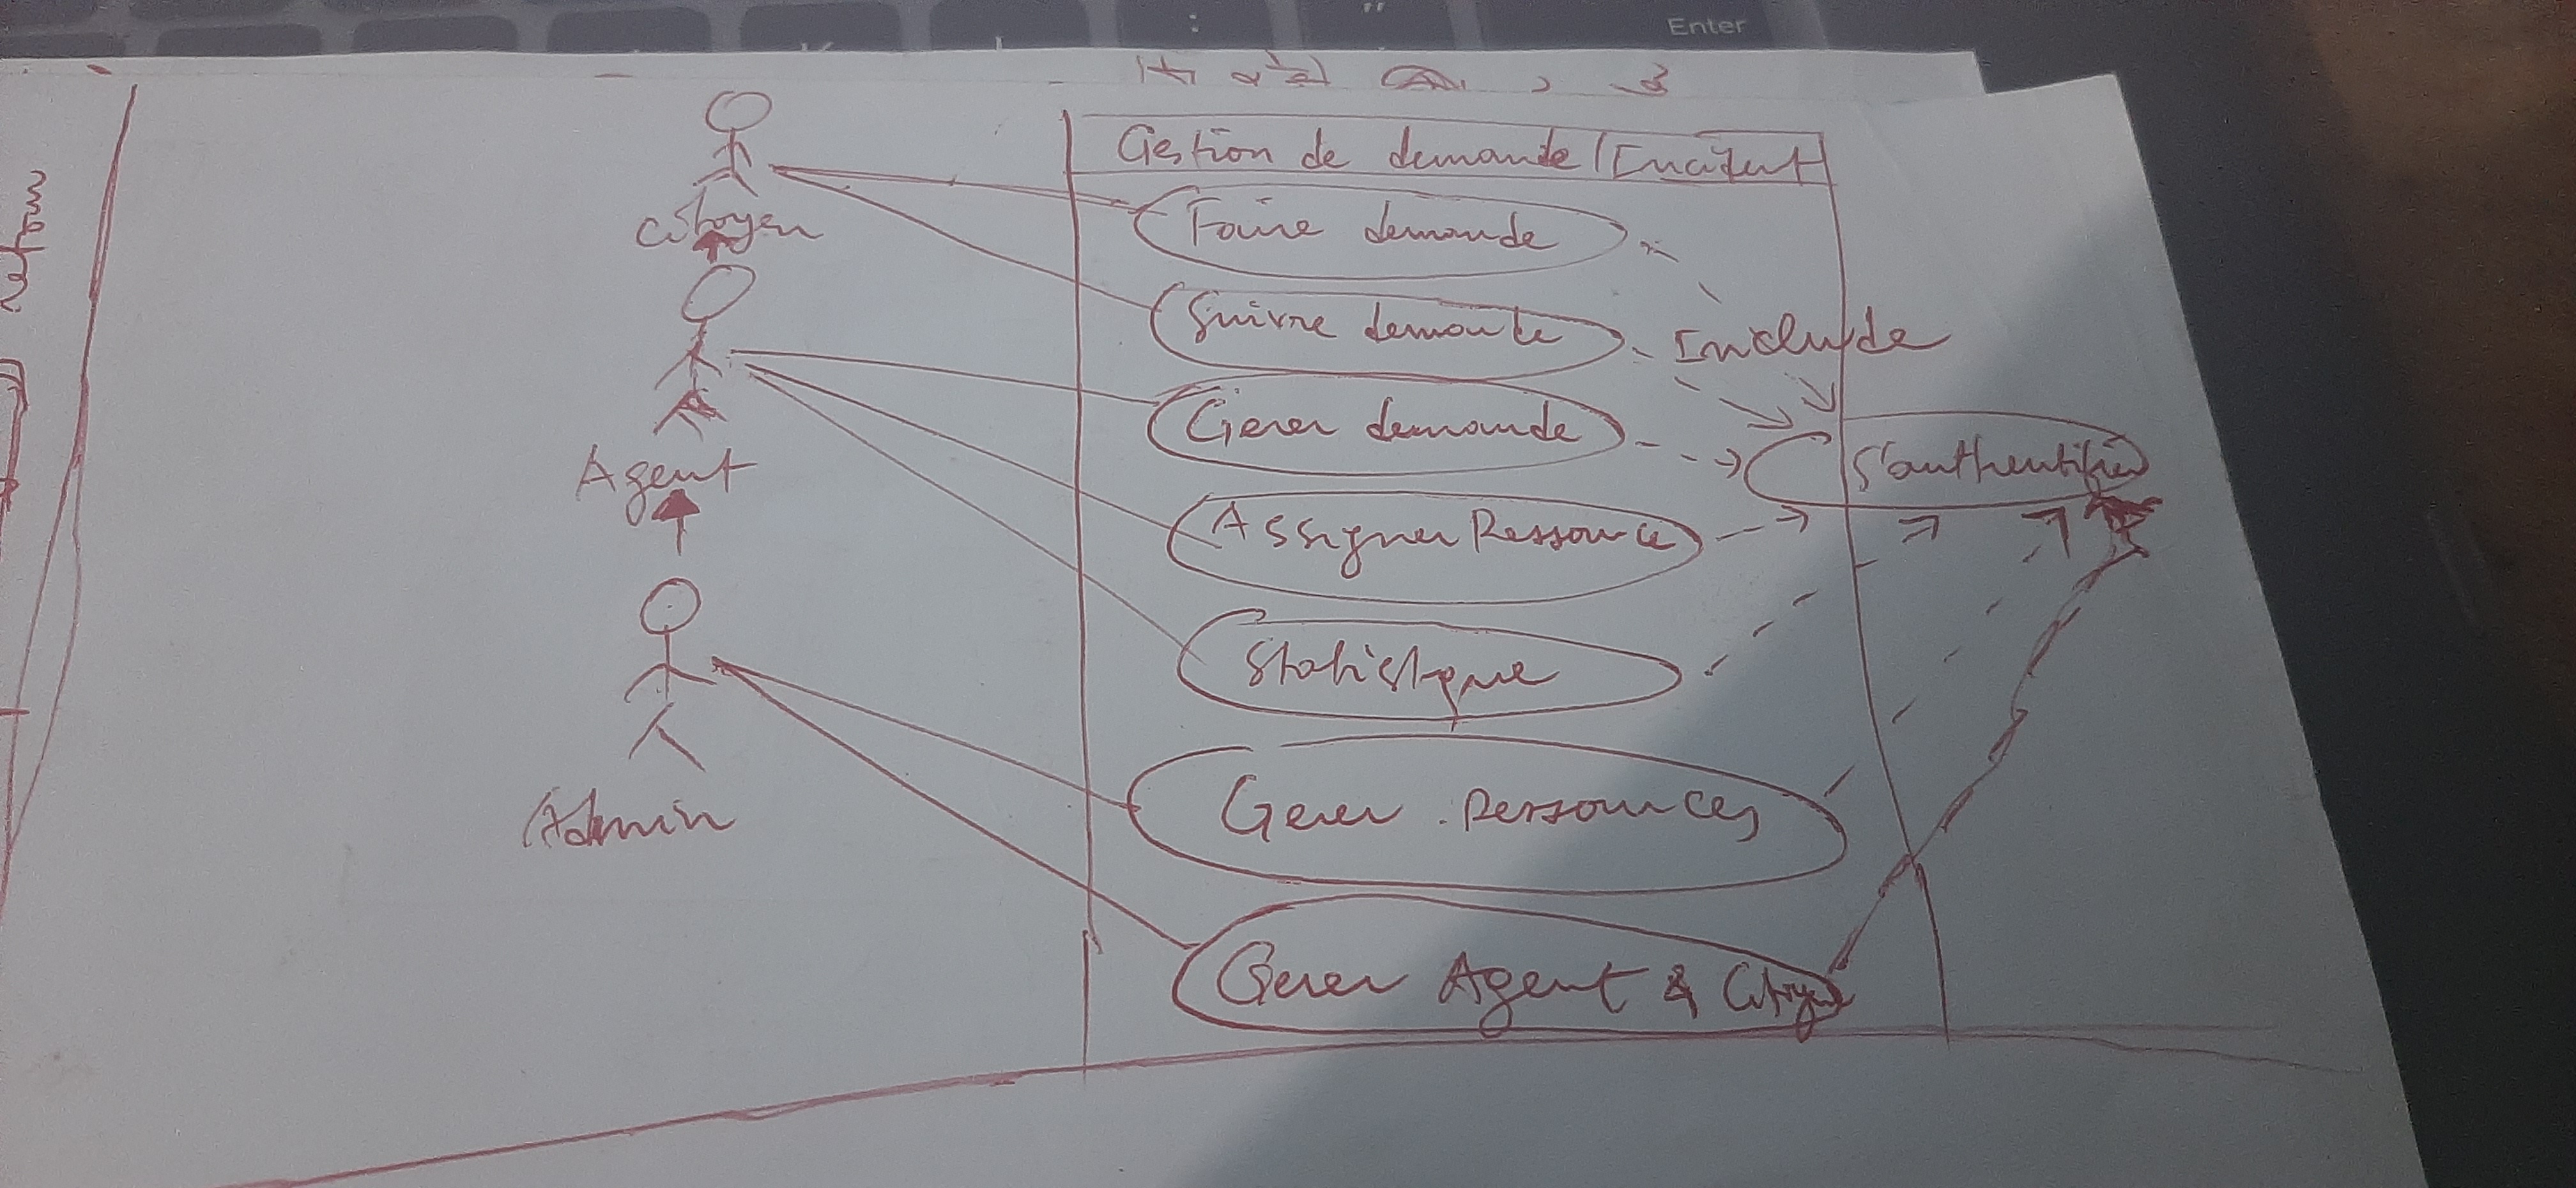 retour
Gestion de demande/Incident
citoyen
Faire demande
Suivre demande
Include
Agent
Gerer demande
S'authentifier
Assigner Ressource
Statistique
Admin
Gerer Ressources
Gerer Agent & Citoyen
Enter